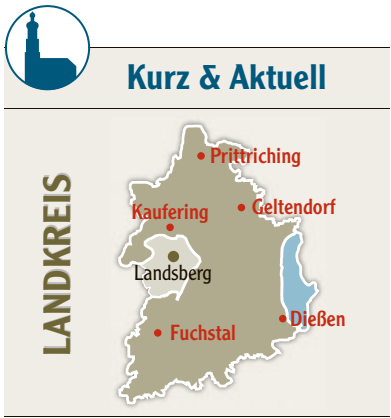 Kurz & Aktuell
LANDKREIS
Prittriching
Geltendorf
Kaufering
Landsberg
Dießen
Fuchstal